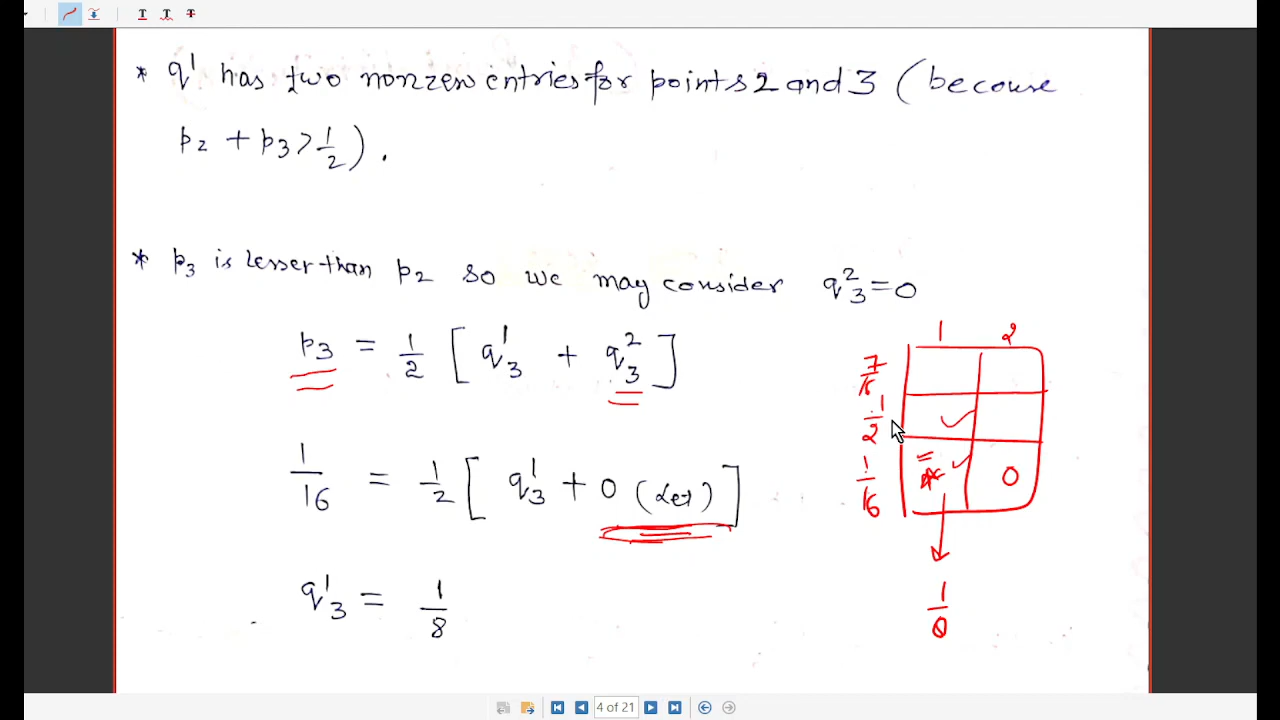 * q¹ has two nonzero entries for points 2 and 3 (because
p₂ + p₃ > 1/2).
* p₃ is lesser than p₂ so we may consider q²₃ = 0
p₃ = 1/2 [q¹₃ + q²₃]
1/16 = 1/2 [q¹₃ + 0 (Let)]
q¹₃ = 1/8
1 2
7/16
1/2
1/16 0
1/8
4 of 21